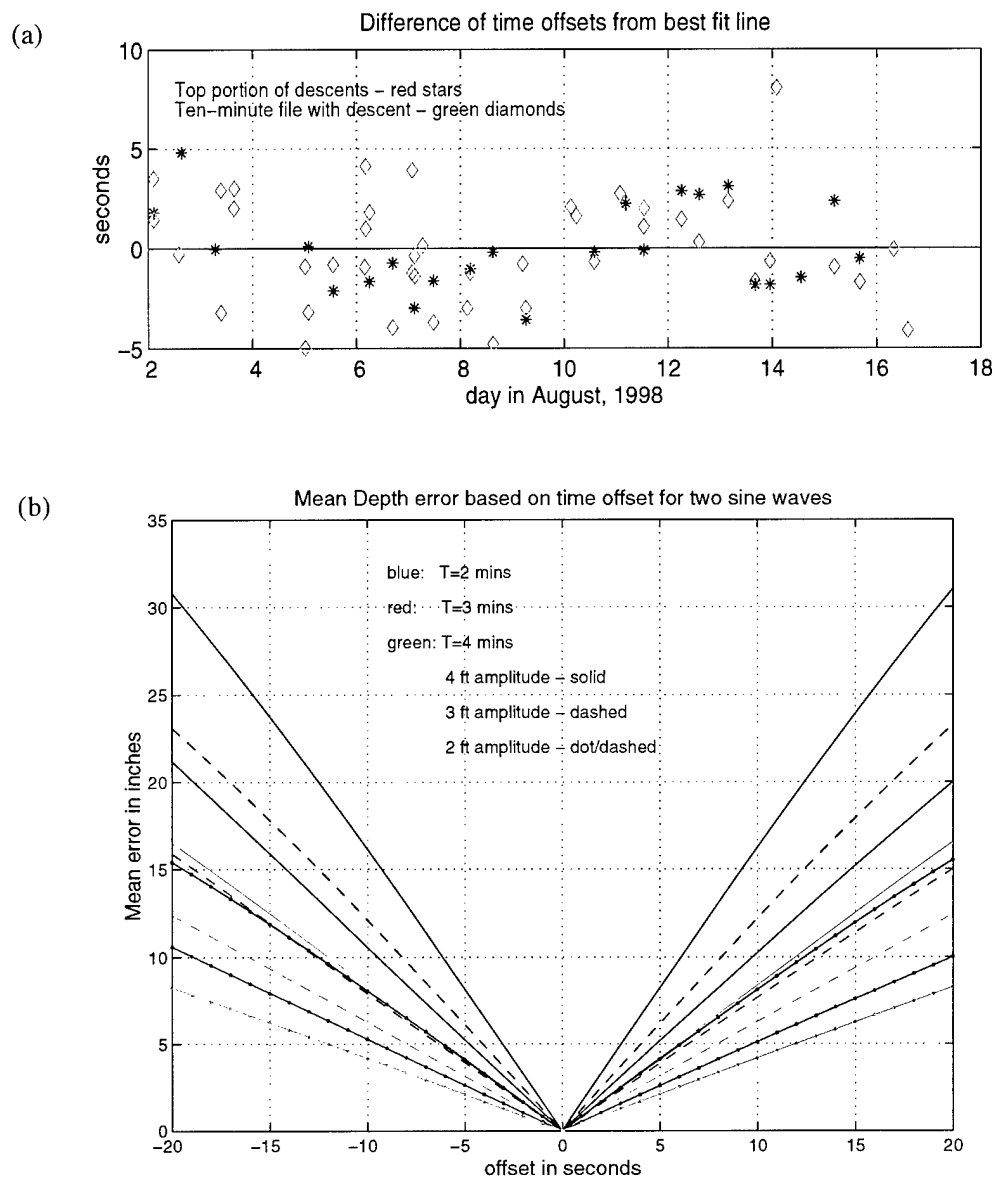 (a)
Difference of time offsets from best fit line
10
5
0
−5
seconds
Top portion of descents − red stars
Ten−minute file with descent − green diamonds
2 4 6 8 10 12 14 16 18
day in August, 1998
(b)
Mean Depth error based on time offset for two sine waves
35
30
25
20
15
10
5
0
Mean error in inches
blue: T=2 mins
red: T=3 mins
green: T=4 mins
4 ft amplitude − solid
3 ft amplitude − dashed
2 ft amplitude − dot/dashed
−20 −15 −10 −5 0 5 10 15 20
offset in seconds